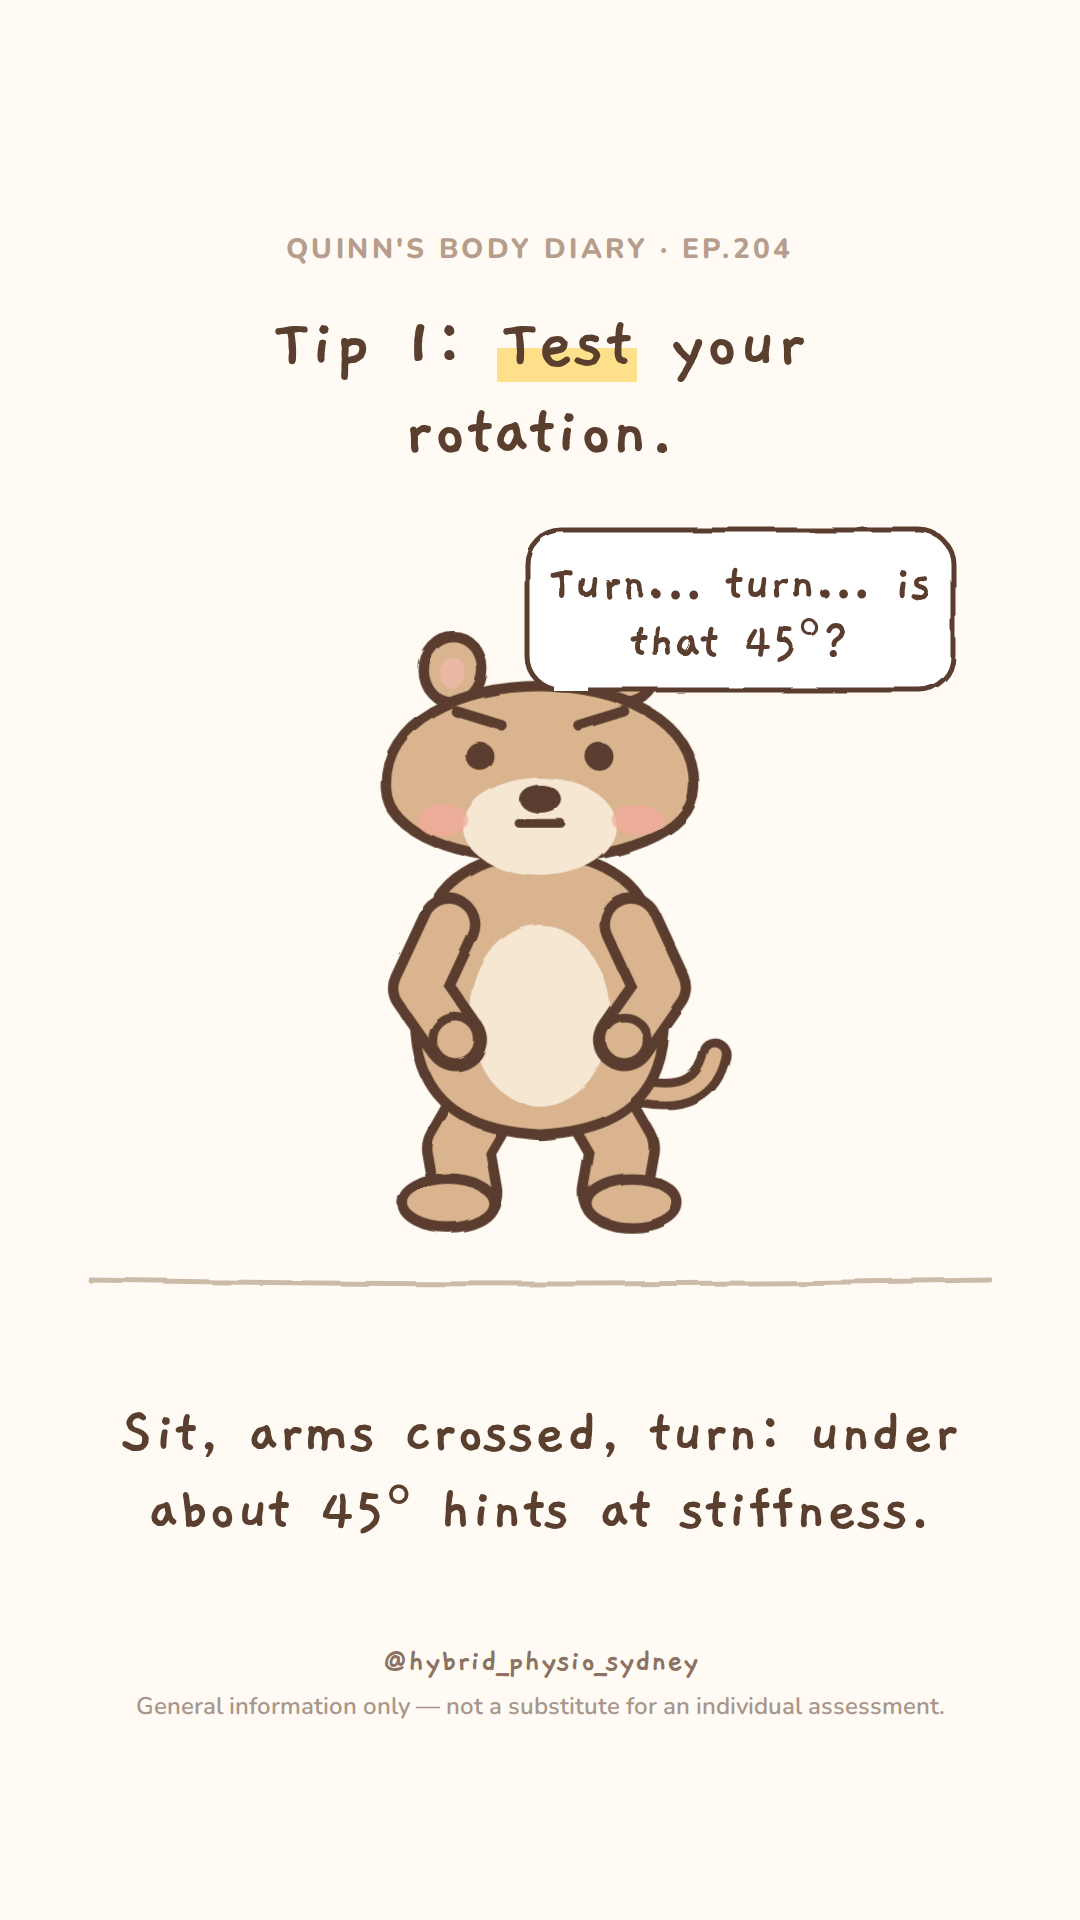 QUINN'S BODY DIARY · EP.204
Tip 1: Test your
rotation.
Turn... turn... is
that 45°?
Sit, arms crossed, turn: under
about 45° hints at stiffness.
@hybrid_physio_sydney
General information only — not a substitute for an individual assessment.